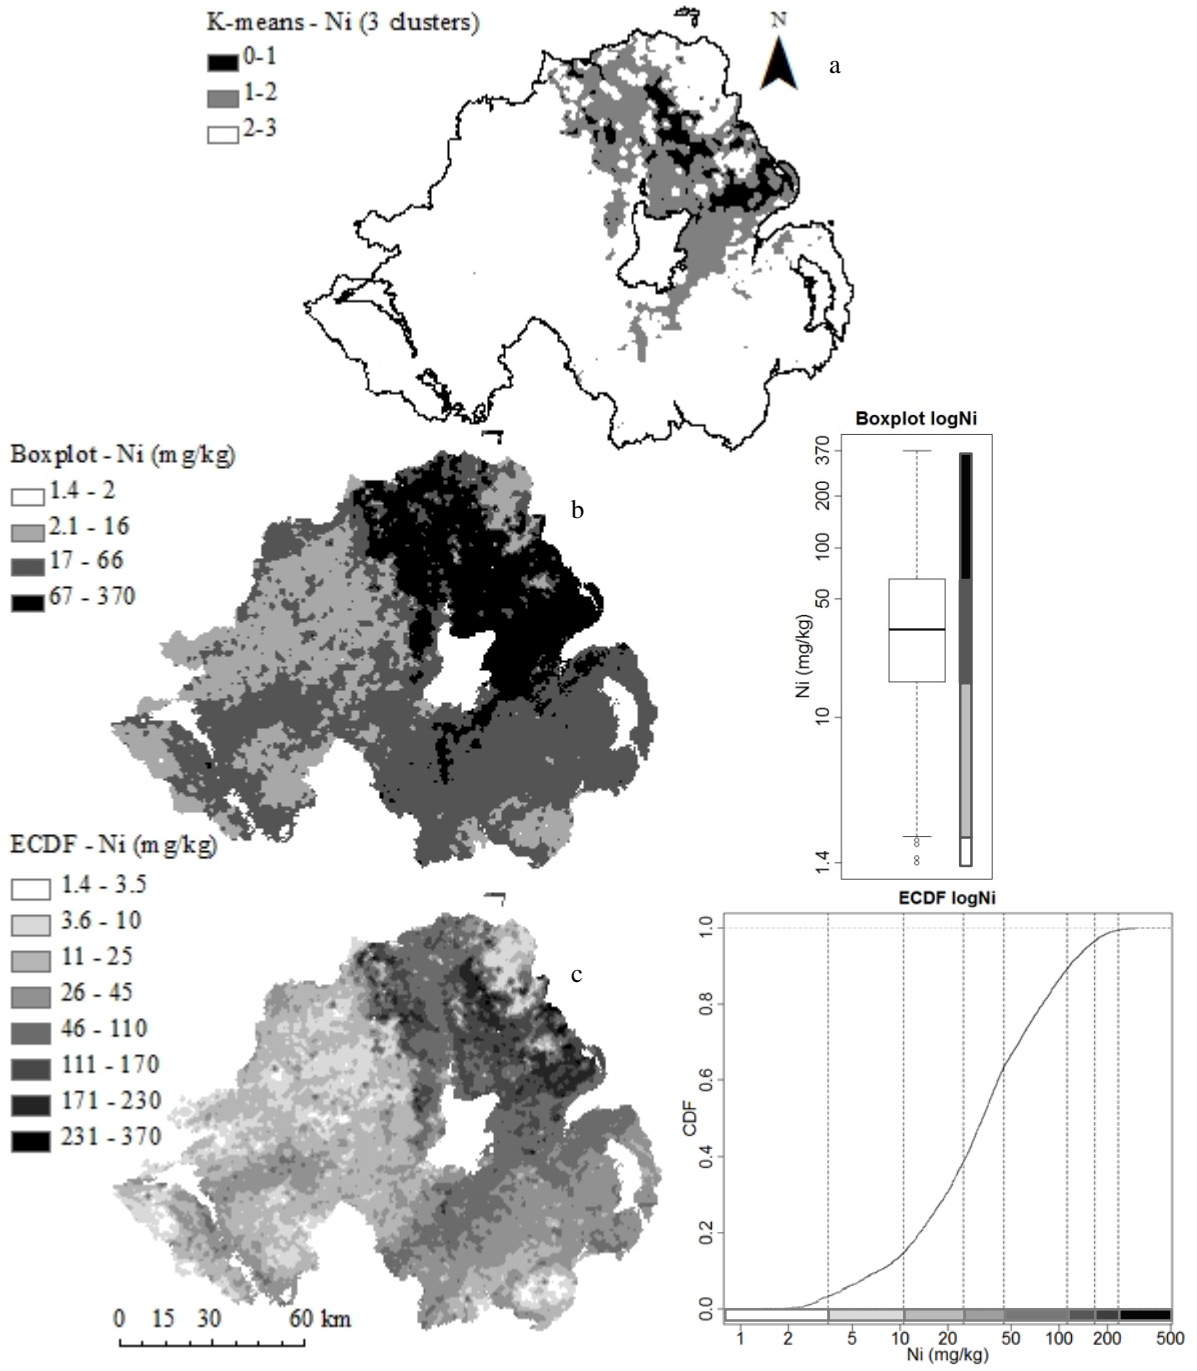 K-means - Ni (3 clusters)
0-1
1-2
2-3
N
a
Boxplot - Ni (mg/kg)
1.4 - 2
2.1 - 16
17 - 66
67 - 370
b
Boxplot logNi
370
200
100
50
10
1.4
Ni (mg/kg)
ECDF - Ni (mg/kg)
1.4 - 3.5
3.6 - 10
11 - 25
26 - 45
46 - 110
111 - 170
171 - 230
231 - 370
c
0 15 30 60 km
ECDF logNi
1.0
0.8
0.6
0.4
0.2
0.0
CDF
1 2 5 10 20 50 100 200 500
Ni (mg/kg)